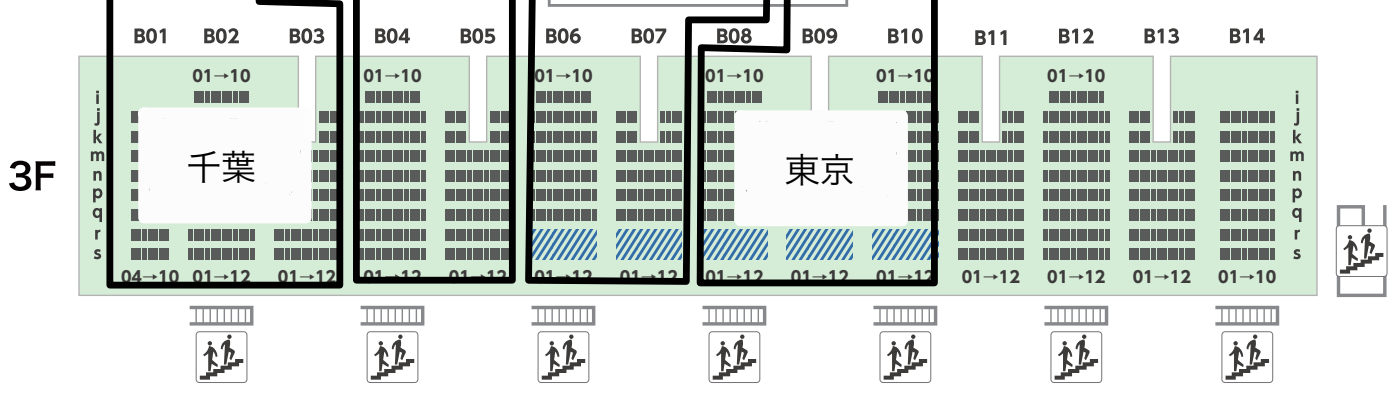 B01 B02 B03 B04 B05 B06 B07 B08 B09 B10 B11 B12 B13 B14
01→10 01→10 01→10 01→10 01→10 01→10
i i
j j
k k
3F
m m
n n
p p
q q
r r
s s
千葉
東京
04→10 01→12 01→12 01→12 01→12 01→12 01→12 01→12 01→12 01→12 01→12 01→12 01→12 01→10